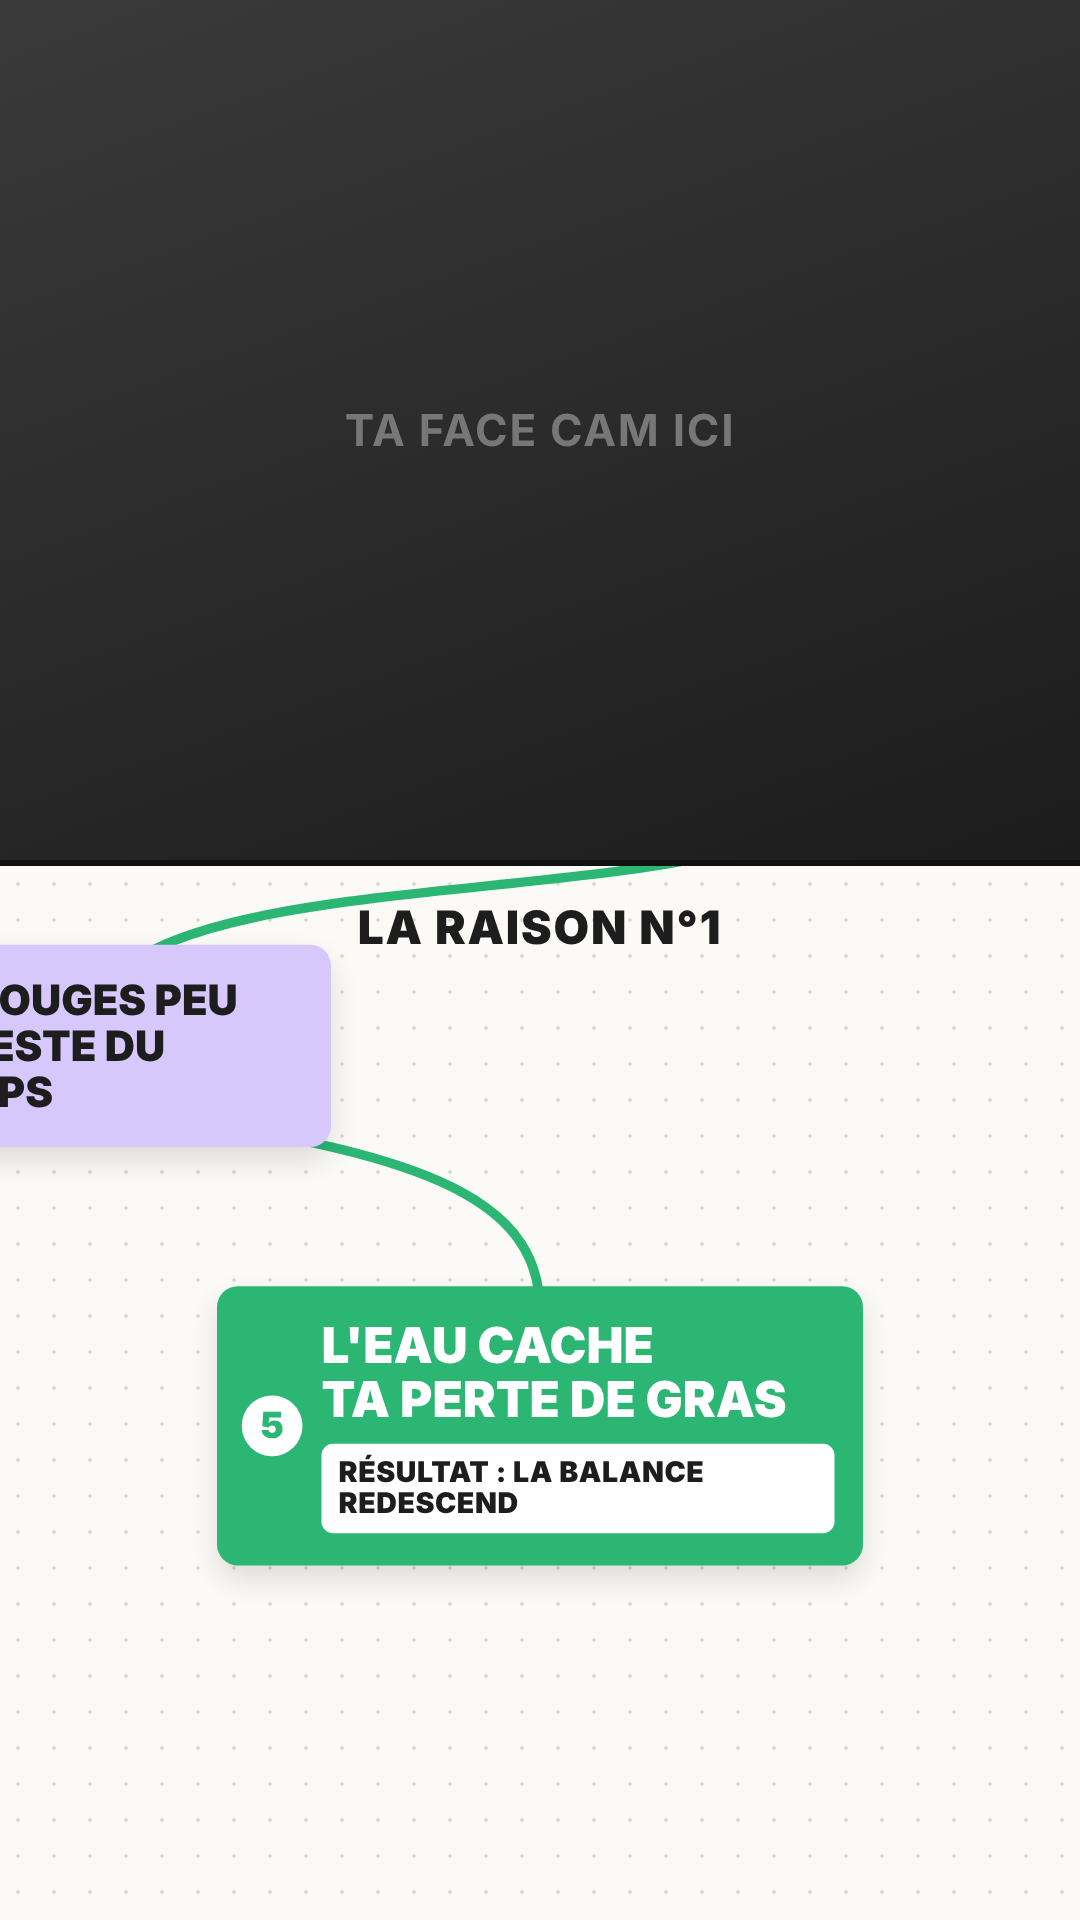 TA FACE CAM ICI
LA RAISON N°1
OUGES PEU
ESTE DU
PS
5
L'EAU CACHE
TA PERTE DE GRAS
RÉSULTAT : LA BALANCE
REDESCEND